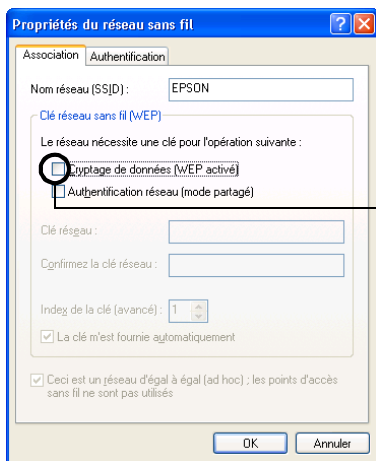 Propriétés du réseau sans fil
Association Authentification
Nom réseau (SSID) : EPSON
Clé réseau sans fil (WEP)
Le réseau nécessite une clé pour l'opération suivante :
Cryptage de données (WEP activé)
Authentification réseau (mode partagé)
Clé réseau :
Confirmez la clé réseau :
Index de la clé (avancé) : 1
La clé m'est fournie automatiquement
Ceci est un réseau d'égal à égal (ad hoc) ; les points d'accès
sans fil ne sont pas utilisés
OK Annuler